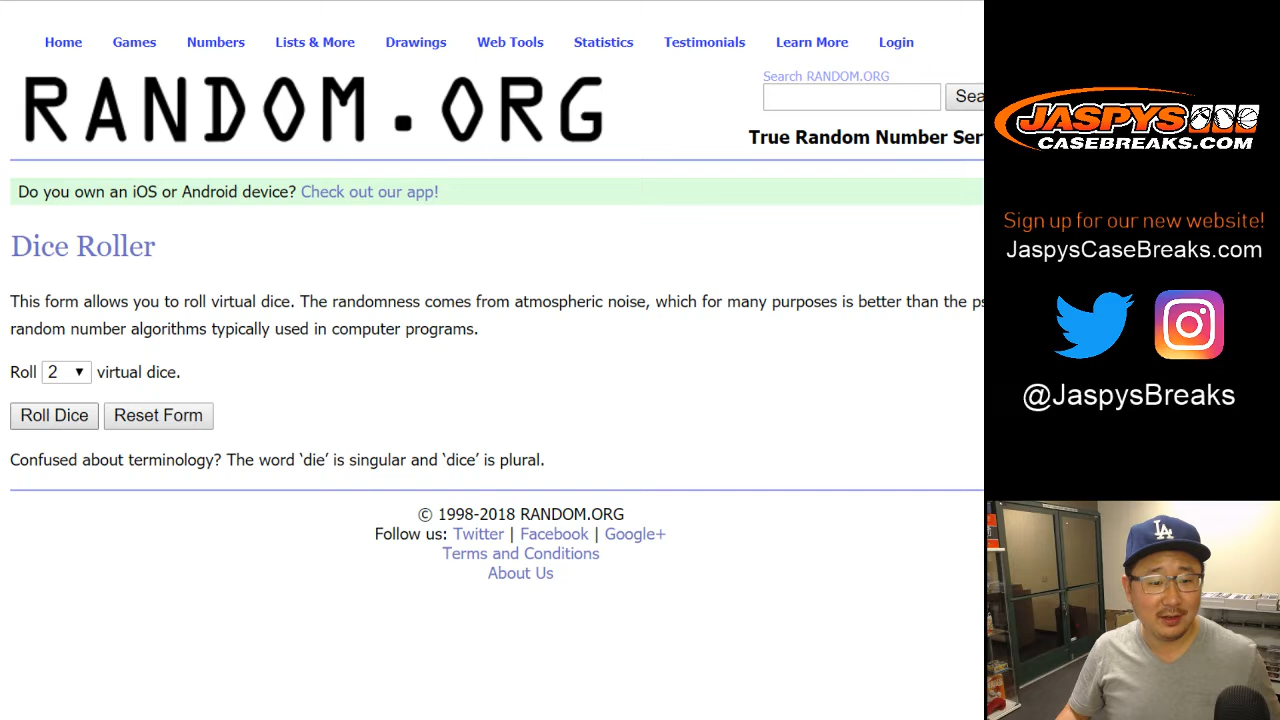 Home Games Numbers Lists & More Drawings Web Tools Statistics Testimonials Learn More Login
RANDOM.ORG
Search RANDOM.ORG
Sea
True Random Number Ser
Do you own an iOS or Android device? Check out our app!
Dice Roller
This form allows you to roll virtual dice. The randomness comes from atmospheric noise, which for many purposes is better than the ps
random number algorithms typically used in computer programs.
Roll 2 virtual dice.
Roll Dice Reset Form
Confused about terminology? The word ‘die’ is singular and ‘dice’ is plural.
© 1998-2018 RANDOM.ORG
Follow us: Twitter | Facebook | Google+
Terms and Conditions
About Us
JASPYS
CASEBREAKS.COM
Sign up for our new website!
JaspysCaseBreaks.com
@JaspysBreaks
LA